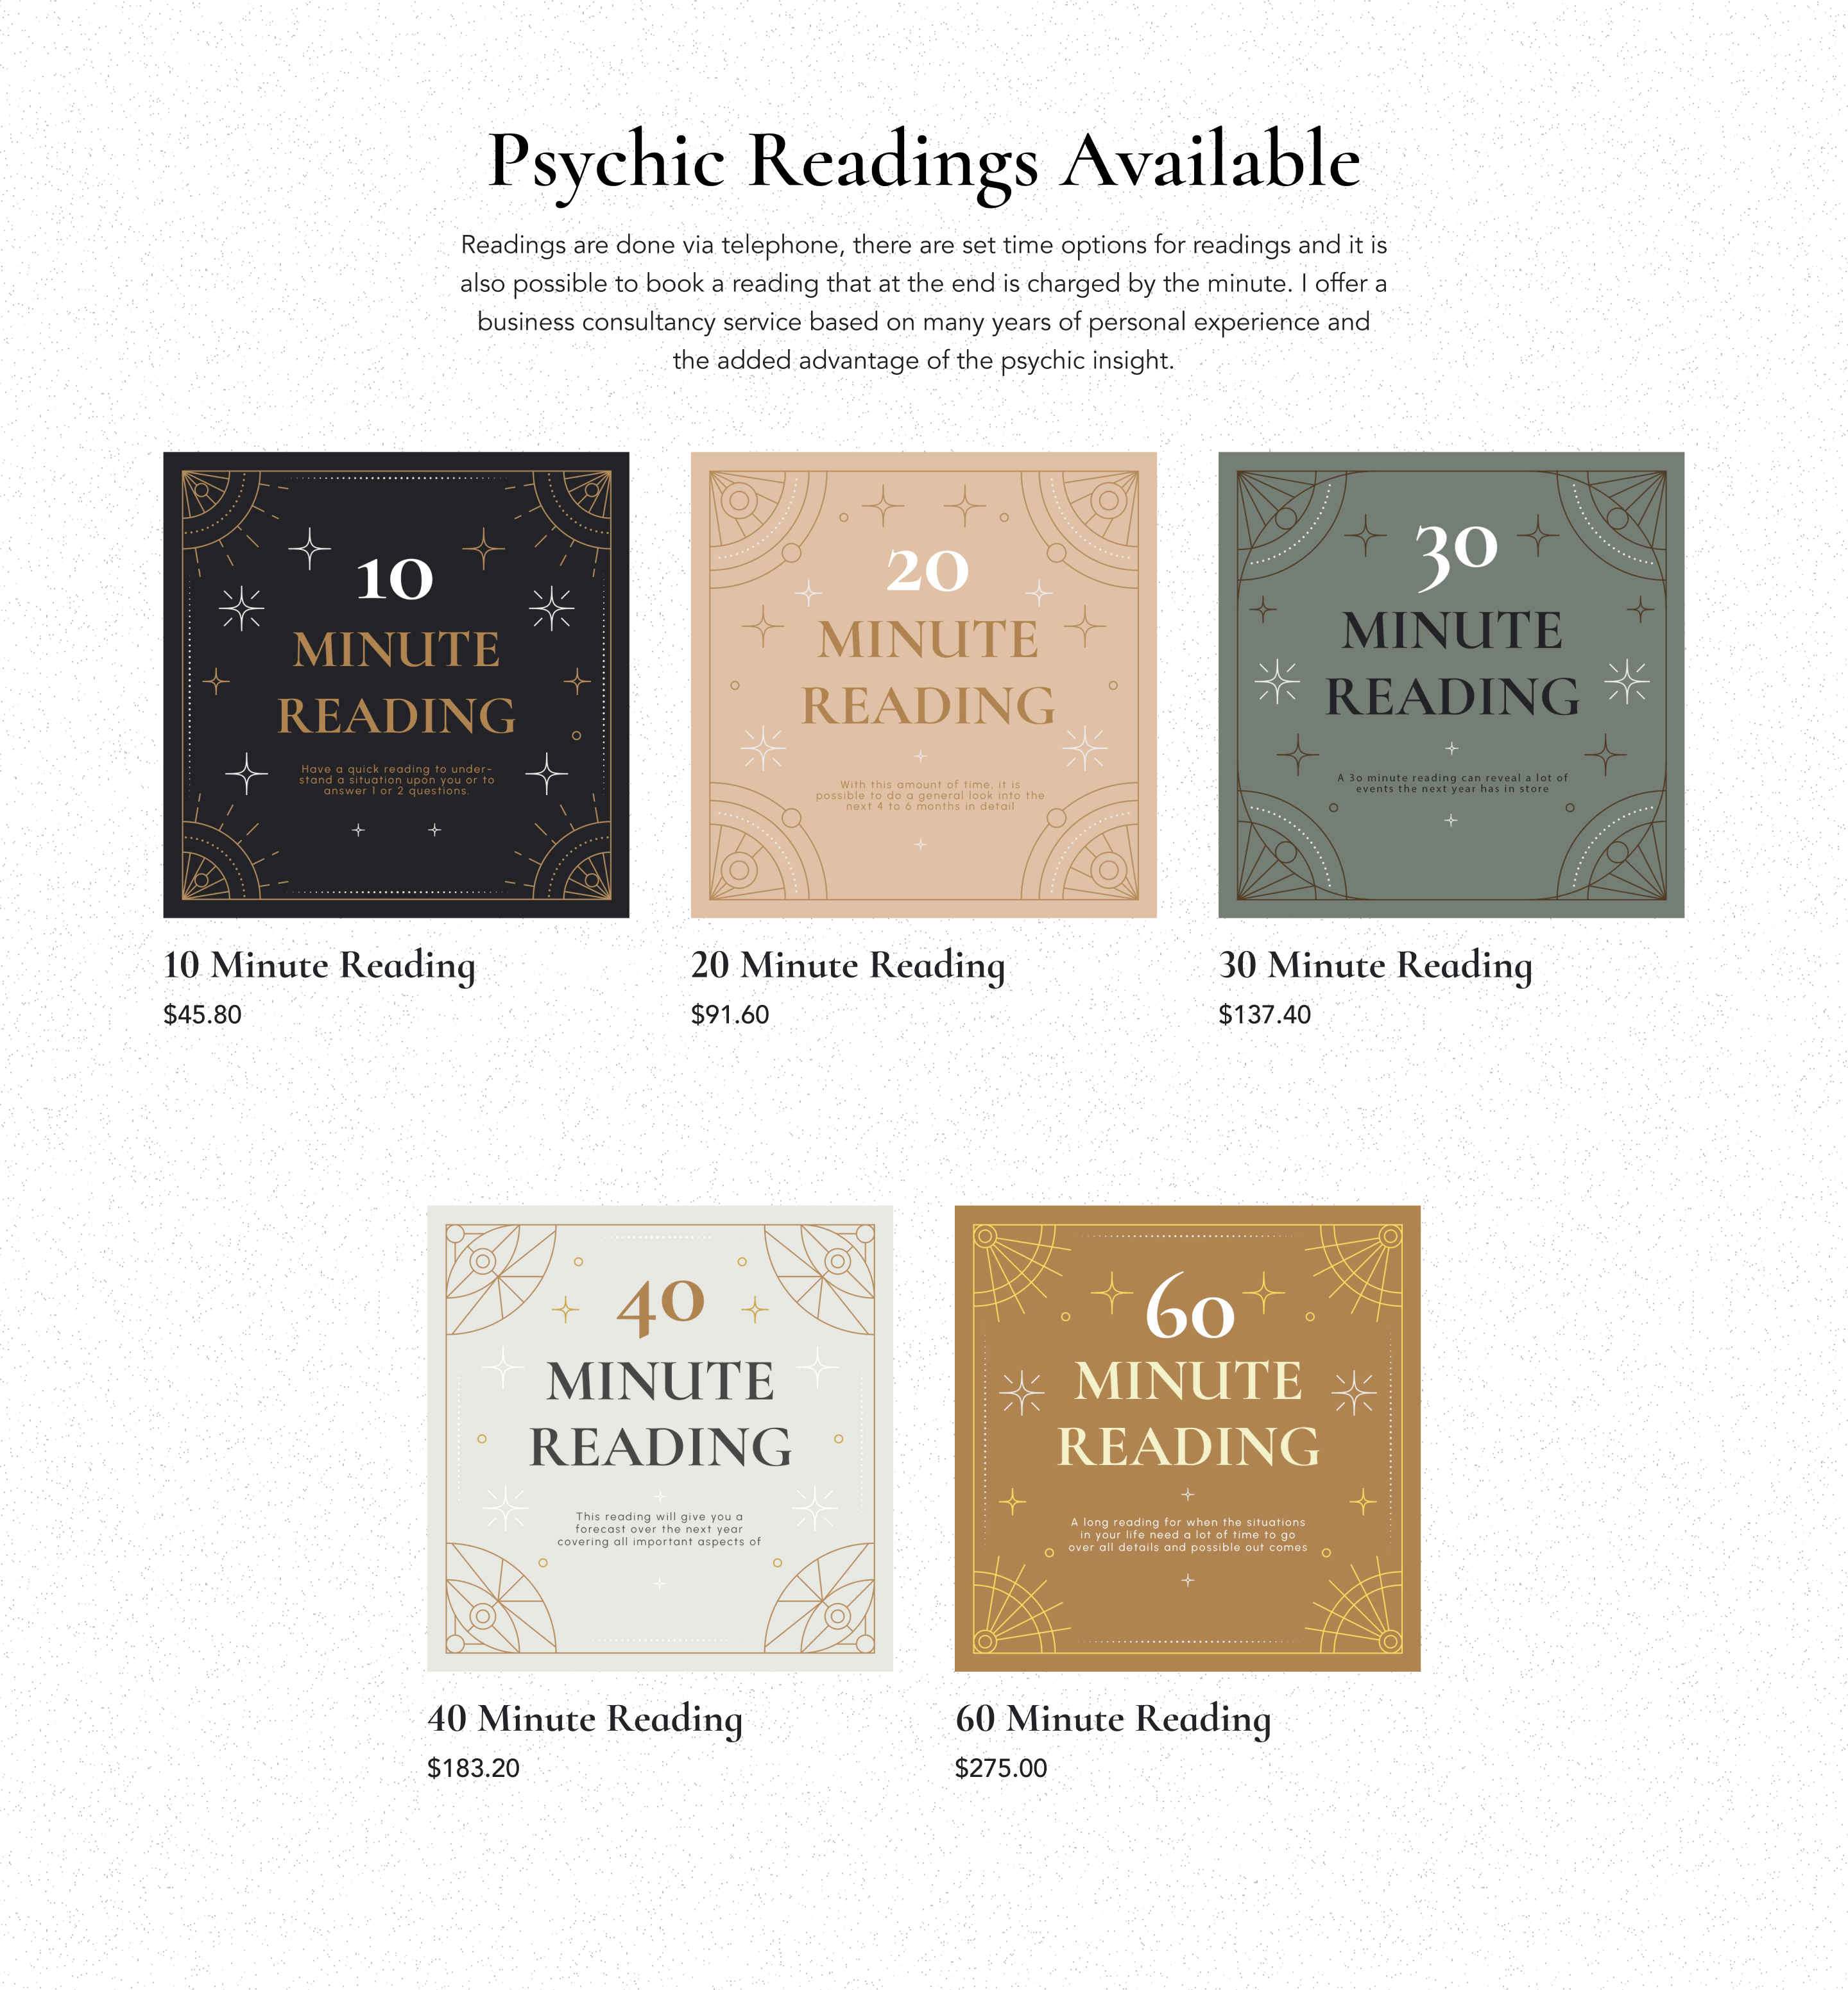 Psychic Readings Available
Readings are done via telephone, there are set time options for readings and it is
also possible to book a reading that at the end is charged by the minute. I offer a
business consultancy service based on many years of personal experience and
the added advantage of the psychic insight.
10
MINUTE
READING
Have a quick reading to under-
stand a situation upon you or to
answer 1 or 2 questions.
10 Minute Reading
$45.80
20
MINUTE
READING
With this amount of time, it is
possible to do a general look into the
next 4 to 6 months in detail
20 Minute Reading
$91.60
30
MINUTE
READING
A 3o minute reading can reveal a lot of
events the next year has in store
30 Minute Reading
$137.40
40
MINUTE
READING
This reading will give you a
forecast over the next year
covering all important aspects of
40 Minute Reading
$183.20
60
MINUTE
READING
A long reading for when the situations
in your life need a lot of time to go
over all details and possible out comes
60 Minute Reading
$275.00